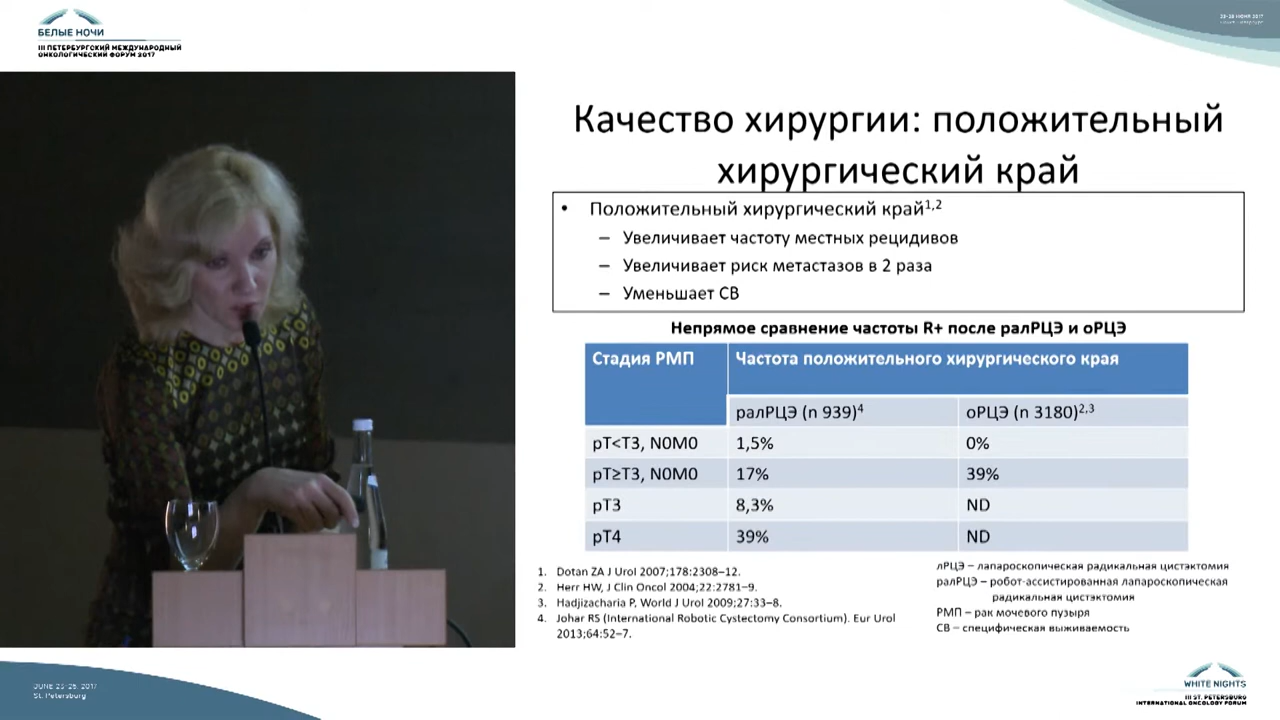 БЕЛЫЕ НОЧИ
III ПЕТЕРБУРГСКИЙ МЕЖДУНАРОДНЫЙ
ОНКОЛОГИЧЕСКИЙ ФОРУМ 2017
Качество хирургии: положительный
хирургический край
• Положительный хирургический край1,2
– Увеличивает частоту местных рецидивов
– Увеличивает риск метастазов в 2 раза
– Уменьшает СВ
Непрямое сравнение частоты R+ после ралРЦЭ и оРЦЭ
Стадия РМП Частота положительного хирургического края
ралРЦЭ (n 939)4 оРЦЭ (n 3180)2,3
pT<T3, N0M0 1,5% 0%
pT≥T3, N0M0 17% 39%
pT3 8,3% ND
pT4 39% ND
1. Dotan ZA J Urol 2007;178:2308–12.
2. Herr HW, J Clin Oncol 2004;22:2781–9.
3. Hadjizacharia P, World J Urol 2009;27:33–8.
4. Johar RS (International Robotic Cystectomy Consortium). Eur Urol
2013;64:52–7.
лРЦЭ – лапароскопическая радикальная цистэктомия
ралРЦЭ – робот-ассистированная лапароскопическая
радикальная цистэктомия
РМП – рак мочевого пузыря
СВ – специфическая выживаемость
JUNE 23-25, 2017
St. Petersburg
WHITE NIGHTS
III ST. PETERSBURG
INTERNATIONAL ONCOLOGY FORUM